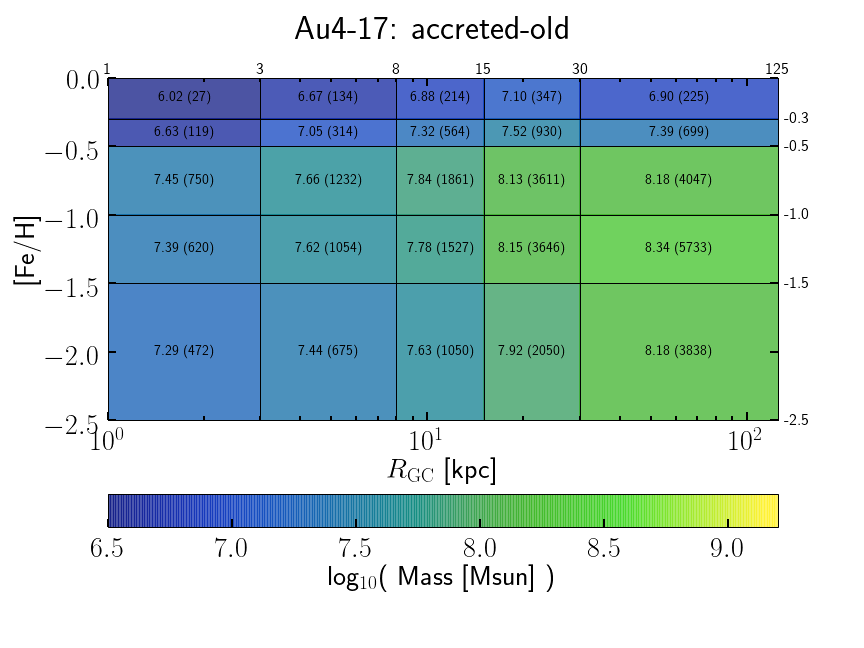 Au4-17: accreted-old
1 3 8 15 30 125
0.0 6.02 (27) 6.67 (134) 6.88 (214) 7.10 (347) 6.90 (225)
-0.3
6.63 (119) 7.05 (314) 7.32 (564) 7.52 (930) 7.39 (699)
−0.5 -0.5
7.45 (750) 7.66 (1232) 7.84 (1861) 8.13 (3611) 8.18 (4047)
−1.0 -1.0
[Fe/H]
7.39 (620) 7.62 (1054) 7.78 (1527) 8.15 (3646) 8.34 (5733)
−1.5 -1.5
−2.0 7.29 (472) 7.44 (675) 7.63 (1050) 7.92 (2050) 8.18 (3838)
−2.5 -2.5
10⁰ 10¹ 10²
R_GC [kpc]
6.5 7.0 7.5 8.0 8.5 9.0
log₁₀( Mass [Msun] )